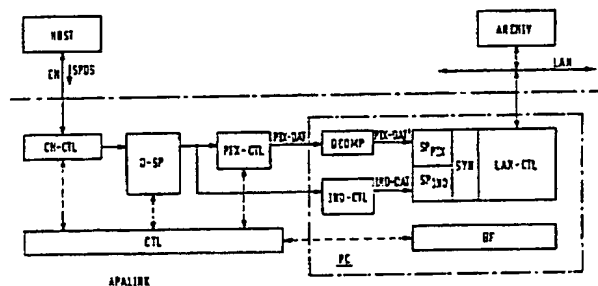 HOST
ARCHIV
CH
SPDS
LAN
CH-CTL
D-SP
PIX-CTL
PIX-DAT
DCOMP
PIX-DAT'
SP PIX
SYN
LAN-CTL
IND-CTL
IND-DAT
SP IND
CTL
BF
PC
APALINK